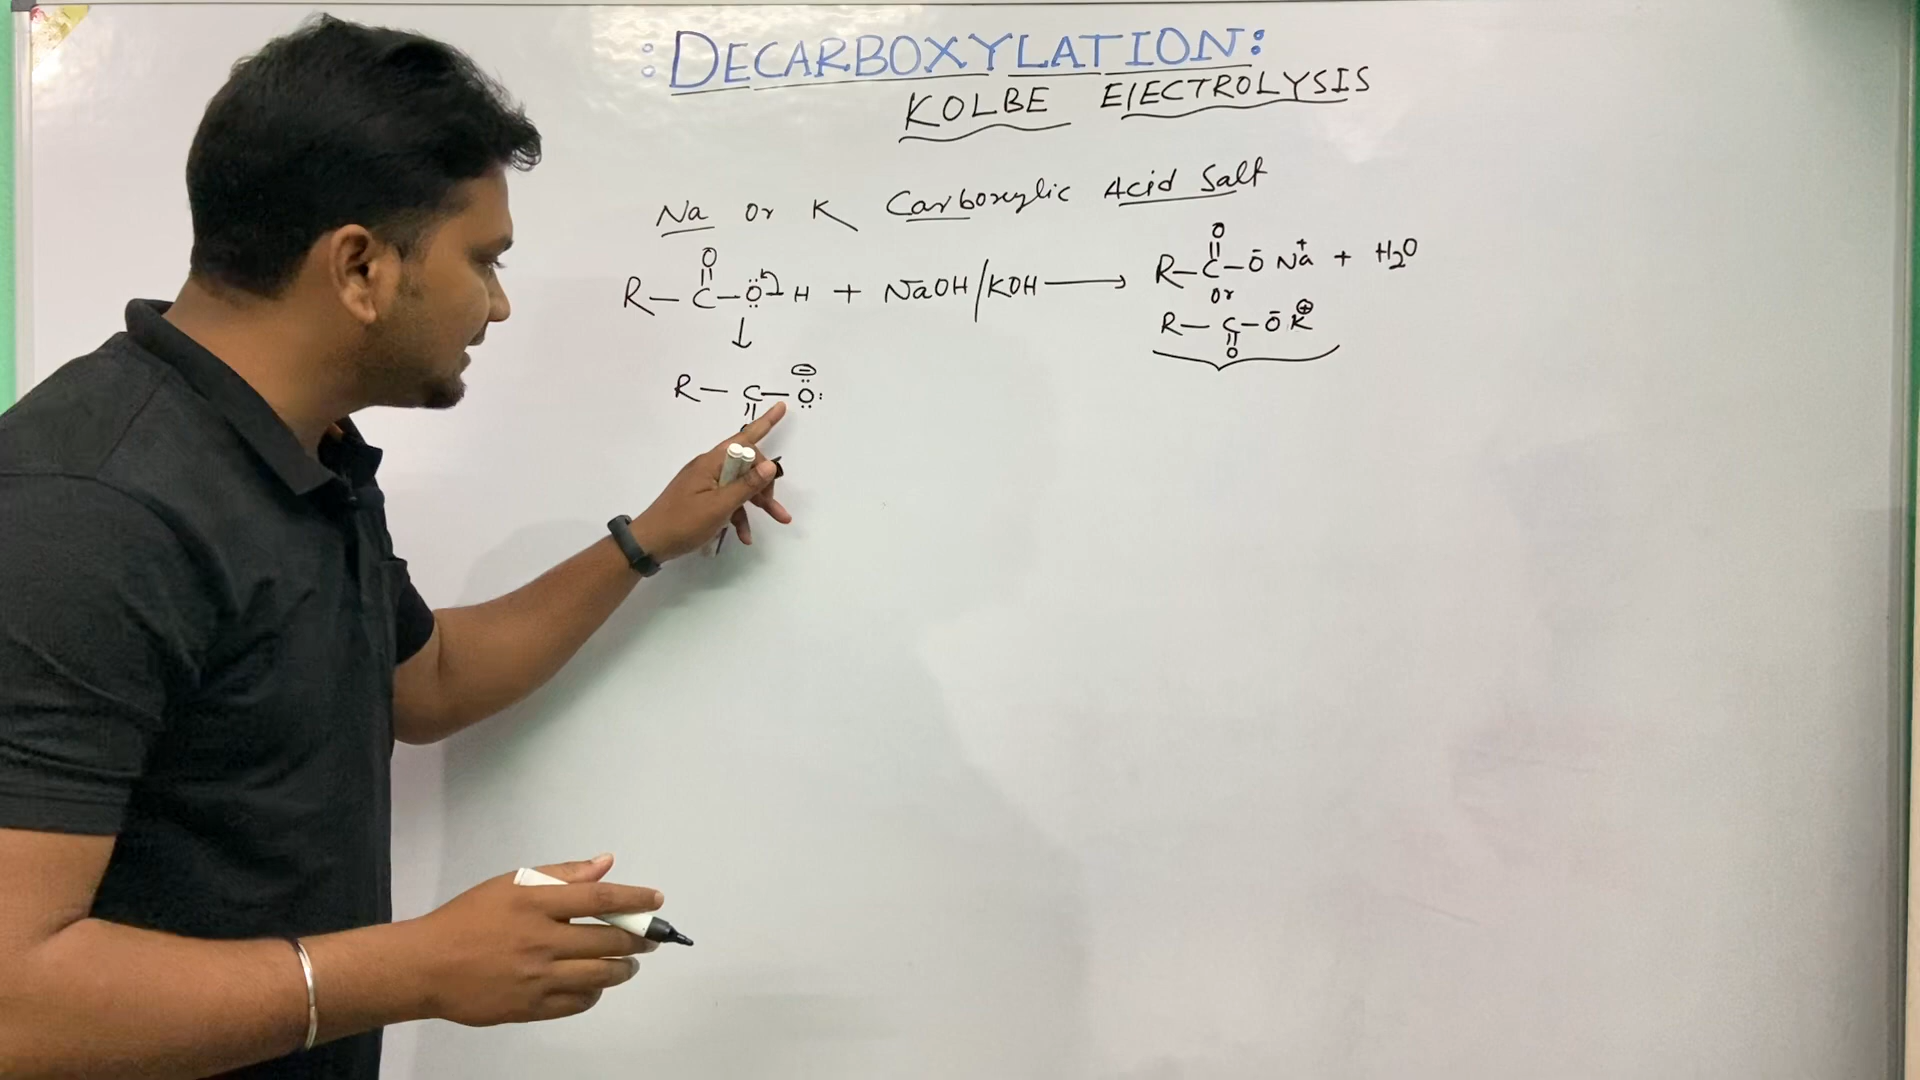 : DECARBOXYLATION:
KOLBE ElECTROLYSIS
Na or K Carboxylic Acid Salt
O
||
R—C—Ö—H + NaOH/KOH ⟶
O
||
R—C—Ō Na⁺ + H₂O
or
R—C—Ō K⊕
||
O
↓
⊖
R—C—Ö:
||